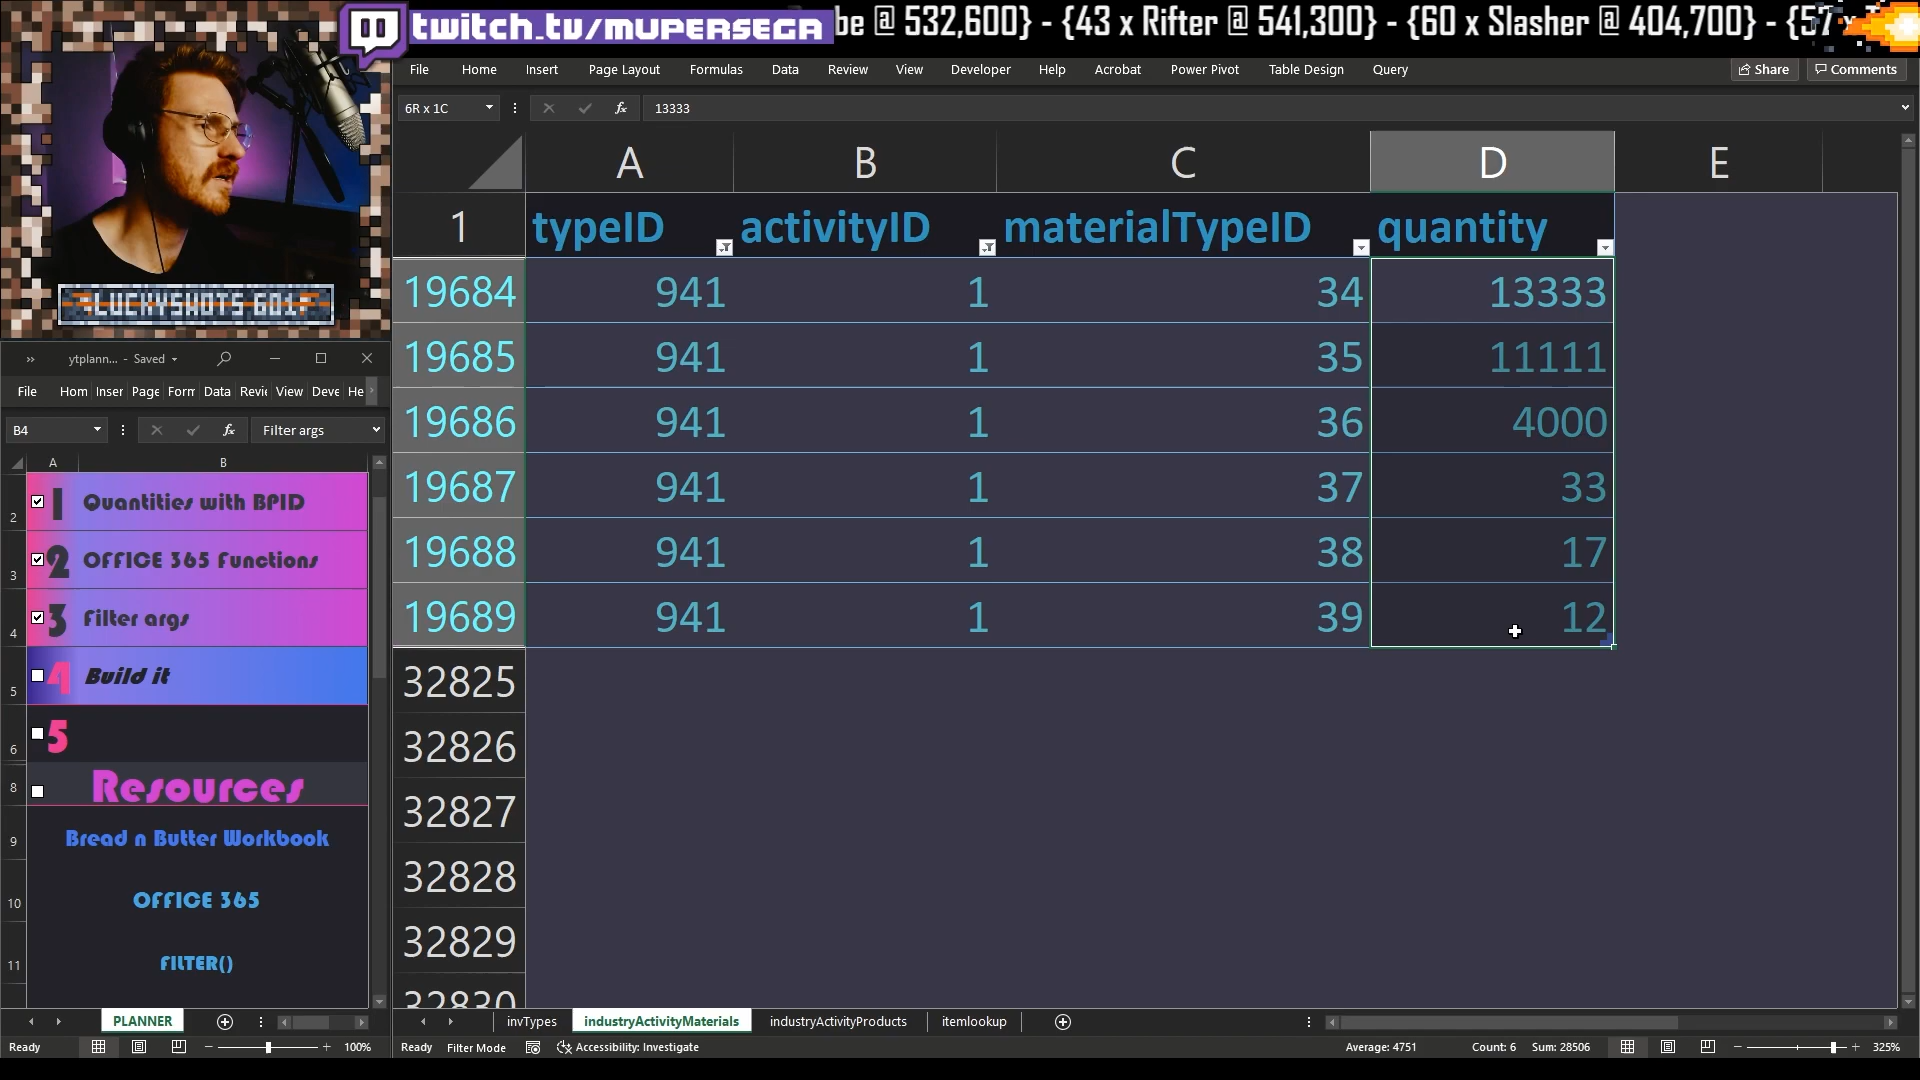 twitch.tv/mupersega
be @ 532,600} - {43 x Rifter @ 541,300} - {60 x Slasher @ 404,700} - {57 x
File Home Insert Page Layout Formulas Data Review View Developer Help Acrobat Power Pivot Table Design Query Share Comments
6R x 1C fx 13333
A B C D E
1 typeID activityID materialTypeID quantity
19684 941 1 34 13333
19685 941 1 35 11111
19686 941 1 36 4000
19687 941 1 37 33
19688 941 1 38 17
19689 941 1 39 12
32825
32826
32827
32828
32829
32830
LUCKYSHOTS 601
ytplann... - Saved
File Hom Inser Page Form Data Revi View Deve He
B4 fx Filter args
A B
2 1 Quantities with BPID
3 2 OFFICE 365 Functions
4 3 Filter args
5 4 Build it
6 5
8 Resources
9 Bread n Butter Workbook
10 OFFICE 365
11 FILTER()
PLANNER
Ready 100%
invTypes industryActivityMaterials industryActivityProducts itemlookup
Ready Filter Mode Accessibility: Investigate Average: 4751 Count: 6 Sum: 28506 325%